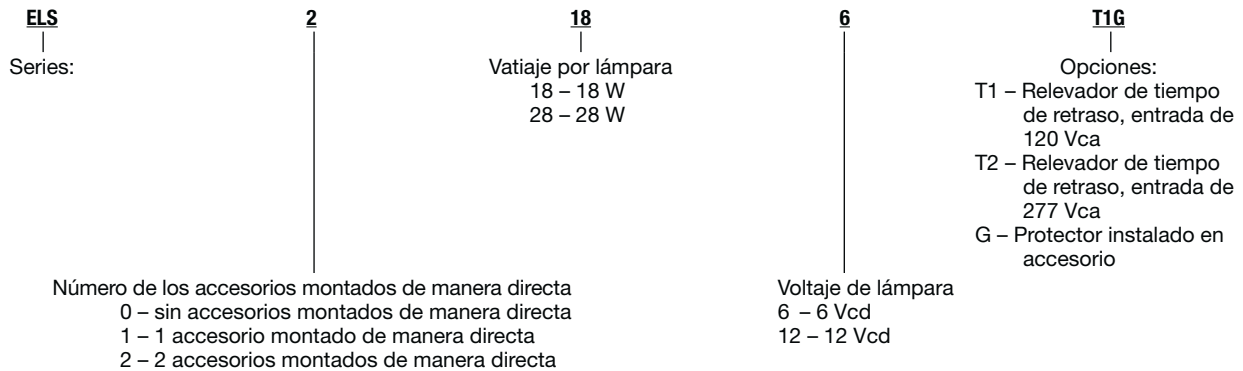 ELS 2 18 6 T1G
Series:
Vatiaje por lámpara
18 – 18 W
28 – 28 W
Opciones:
T1 – Relevador de tiempo
de retraso, entrada de
120 Vca
T2 – Relevador de tiempo
de retraso, entrada de
277 Vca
G – Protector instalado en
accesorio
Número de los accesorios montados de manera directa
0 – sin accesorios montados de manera directa
1 – 1 accesorio montado de manera directa
2 – 2 accesorios montados de manera directa
Voltaje de lámpara
6 – 6 Vcd
12 – 12 Vcd